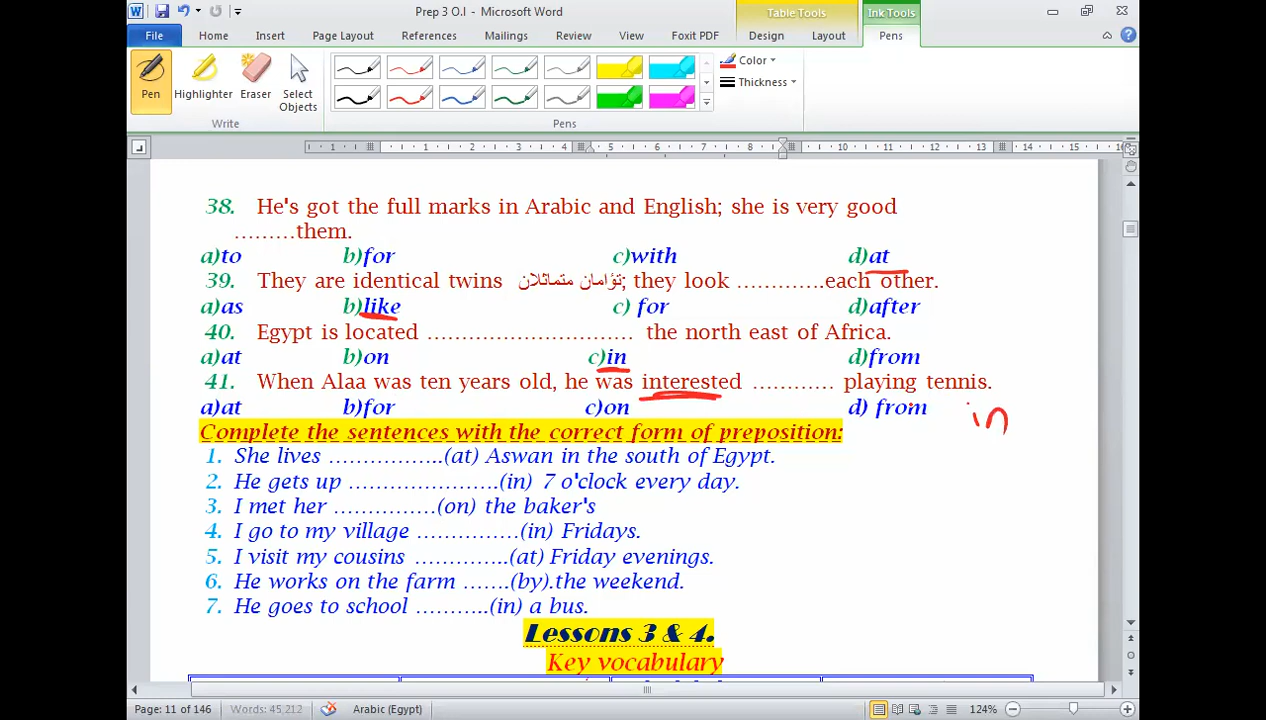 Prep 3 O.I - Microsoft Word
Table Tools
Ink Tools
File Home Insert Page Layout References Mailings Review View Foxit PDF Design Layout Pens
Pen Highlighter Eraser Select Objects
Color
Thickness
Write Pens
38. He's got the full marks in Arabic and English; she is very good
.........them.
a)to b)for c)with d)at
39. They are identical twins تؤامان متماثلان; they look .............each other.
a)as b)like c) for d)after
40. Egypt is located .............................. the north east of Africa.
a)at b)on c)in d)from
41. When Alaa was ten years old, he was interested ............ playing tennis.
a)at b)for c)on d) from in
Complete the sentences with the correct form of preposition:
1. She lives .................(at) Aswan in the south of Egypt.
2. He gets up ......................(in) 7 o'clock every day.
3. I met her ...............(on) the baker's
4. I go to my village ...............(in) Fridays.
5. I visit my cousins ..............(at) Friday evenings.
6. He works on the farm .......(by).the weekend.
7. He goes to school ...........(in) a bus.
Lessons 3 & 4.
Key vocabulary
Page: 11 of 146 Words: 45,212 Arabic (Egypt) 124%